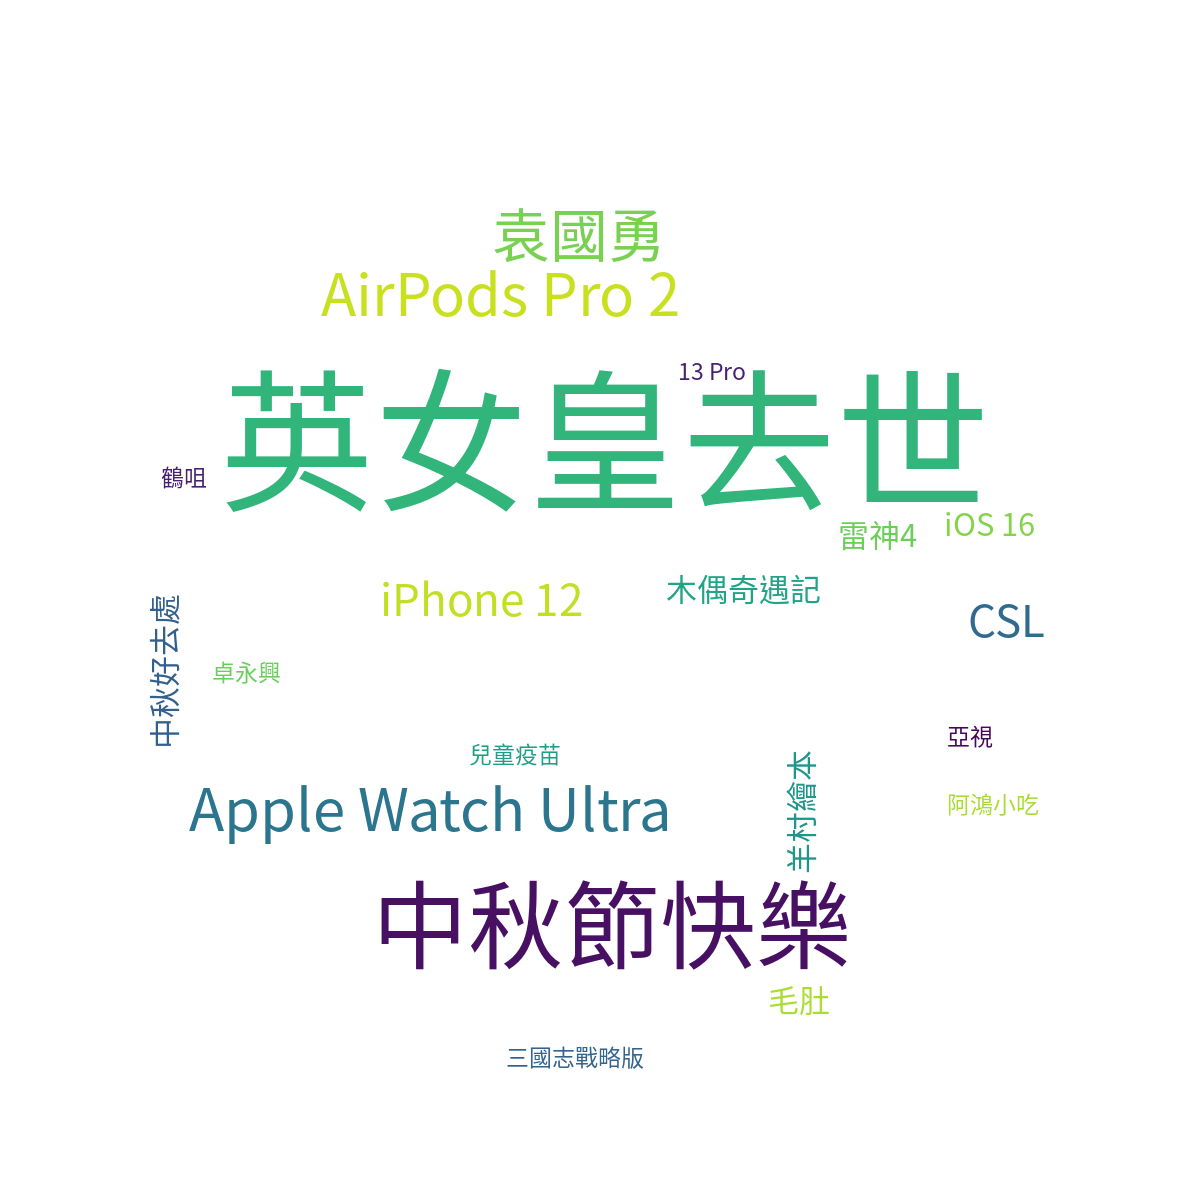 袁國勇
AirPods Pro 2
13 Pro
英女皇去世
鶴咀
雷神4
iOS 16
木偶奇遇記
iPhone 12
CSL
中秋好去處
卓永興
亞視
兒童疫苗
阿鴻小吃
Apple Watch Ultra
羊村繪本
中秋節快樂
毛肚
三國志戰略版